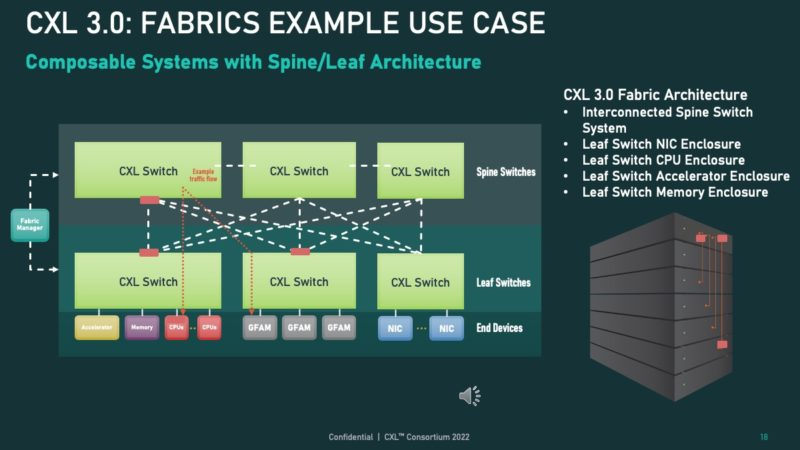 CXL 3.0: FABRICS EXAMPLE USE CASE
Composable Systems with Spine/Leaf Architecture
CXL 3.0 Fabric Architecture
• Interconnected Spine Switch
System
• Leaf Switch NIC Enclosure
• Leaf Switch CPU Enclosure
• Leaf Switch Accelerator Enclosure
• Leaf Switch Memory Enclosure
CXL Switch
Example
traffic flow
CXL Switch
CXL Switch
Spine Switches
Fabric
Manager
CXL Switch
CXL Switch
CXL Switch
Leaf Switches
Accelerator
Memory
CPUs
CPUs
GFAM
GFAM
GFAM
NIC
NIC
End Devices
Confidential | CXL™ Consortium 2022
18